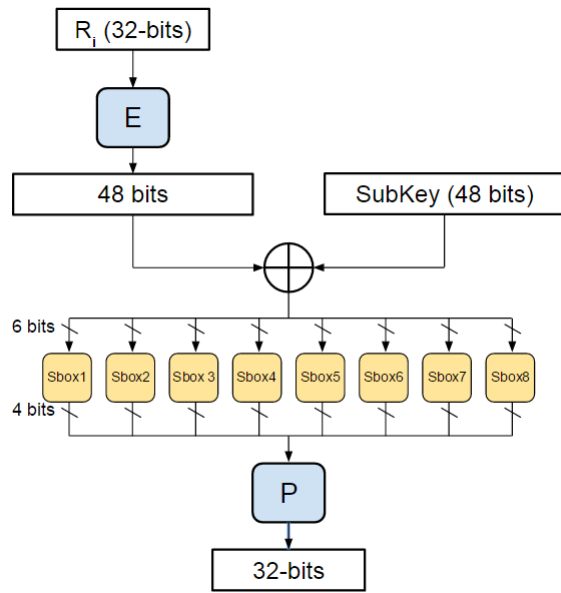 R_i (32-bits)
E
48 bits
SubKey (48 bits)
6 bits
Sbox1 Sbox2 Sbox 3 Sbox4 Sbox5 Sbox6 Sbox7 Sbox8
4 bits
P
32-bits